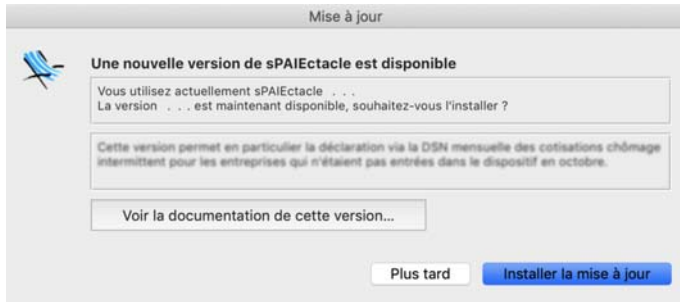 Mise à jour
Une nouvelle version de sPAIEctacle est disponible
Vous utilisez actuellement sPAIEctacle . . .
La version . . . est maintenant disponible, souhaitez-vous l'installer ?
Cette version permet en particulier la déclaration via la DSN mensuelle des cotisations chômage
intermittent pour les entreprises qui n'étaient pas entrées dans le dispositif en octobre.
Voir la documentation de cette version...
Plus tard
Installer la mise à jour